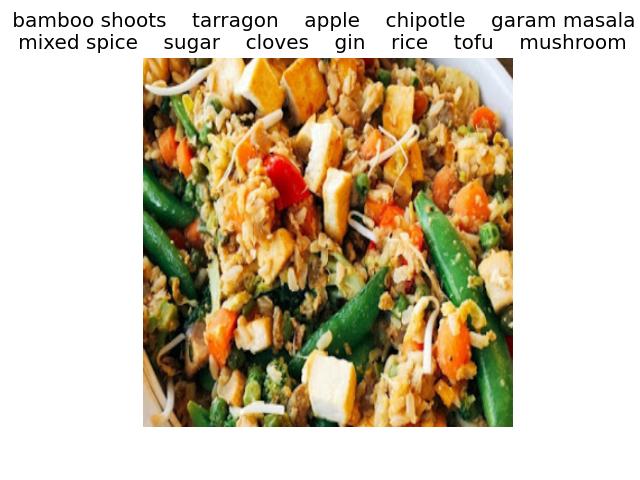 bamboo shoots    tarragon    apple    chipotle    garam masala
mixed spice    sugar    cloves    gin    rice    tofu    mushroom